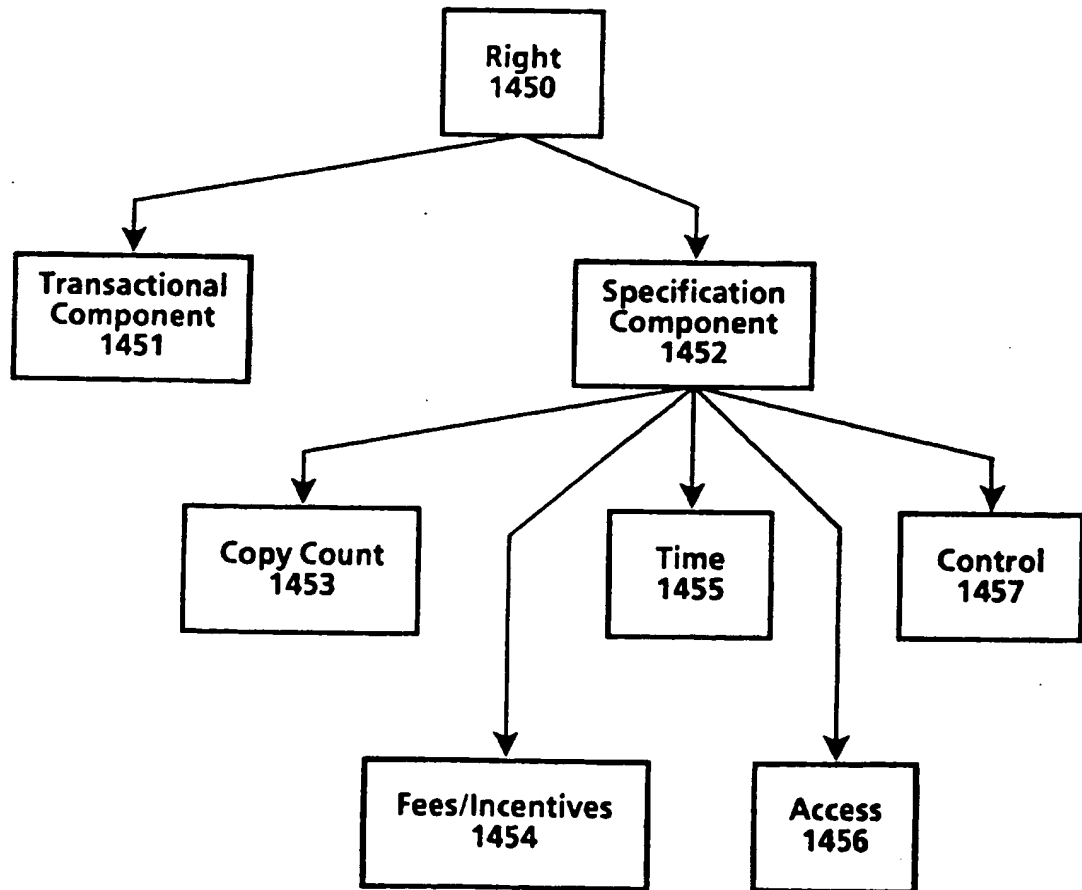 Right
1450
Transactional
Component
1451
Specification
Component
1452
Copy Count
1453
Time
1455
Control
1457
Fees/Incentives
1454
Access
1456